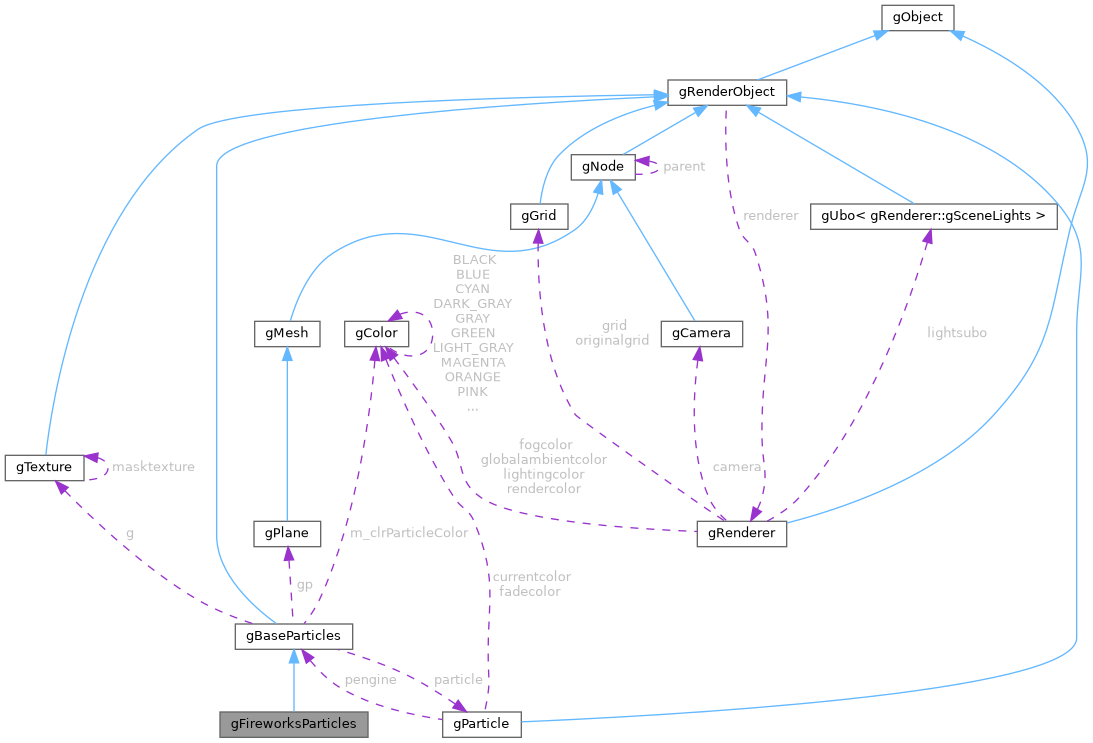 gObject
gRenderObject
gNode
parent
gGrid
renderer
gUbo< gRenderer::gSceneLights >
BLACK
BLUE
CYAN
DARK_GRAY
GRAY
GREEN
LIGHT_GRAY
MAGENTA
ORANGE
PINK
...
gMesh
gColor
grid
originalgrid
gCamera
lightsubo
gTexture
masktexture
fogcolor
globalambientcolor
lightingcolor
rendercolor
camera
g
gPlane
m_clrParticleColor
gRenderer
gp
currentcolor
fadecolor
gBaseParticles
pengine
particle
gFireworksParticles
gParticle